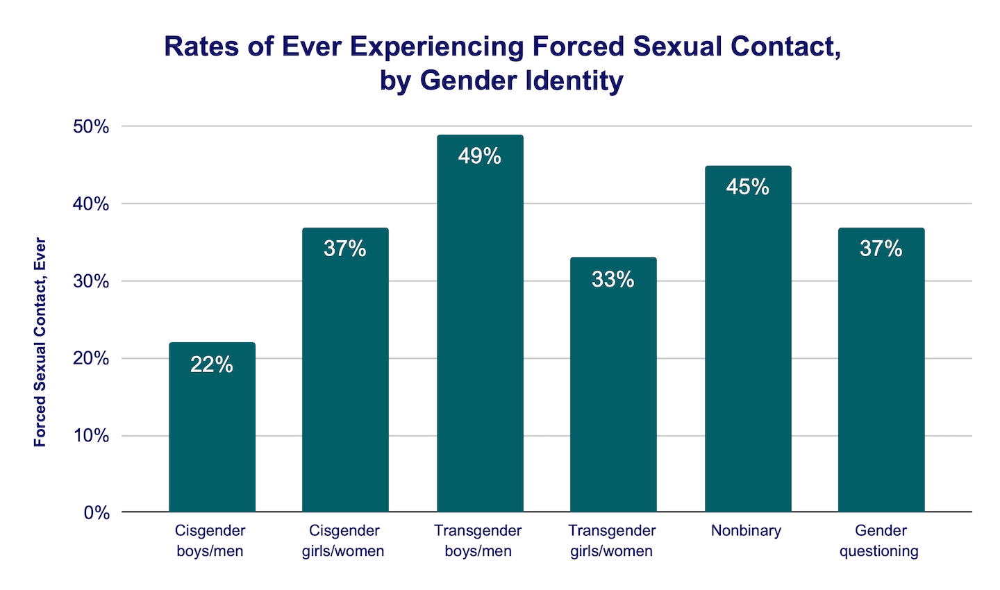 Rates of Ever Experiencing Forced Sexual Contact,
by Gender Identity
Forced Sexual Contact, Ever
50%
40%
30%
20%
10%
0%
22%
37%
49%
33%
45%
37%
Cisgender
boys/men
Cisgender
girls/women
Transgender
boys/men
Transgender
girls/women
Nonbinary
Gender
questioning